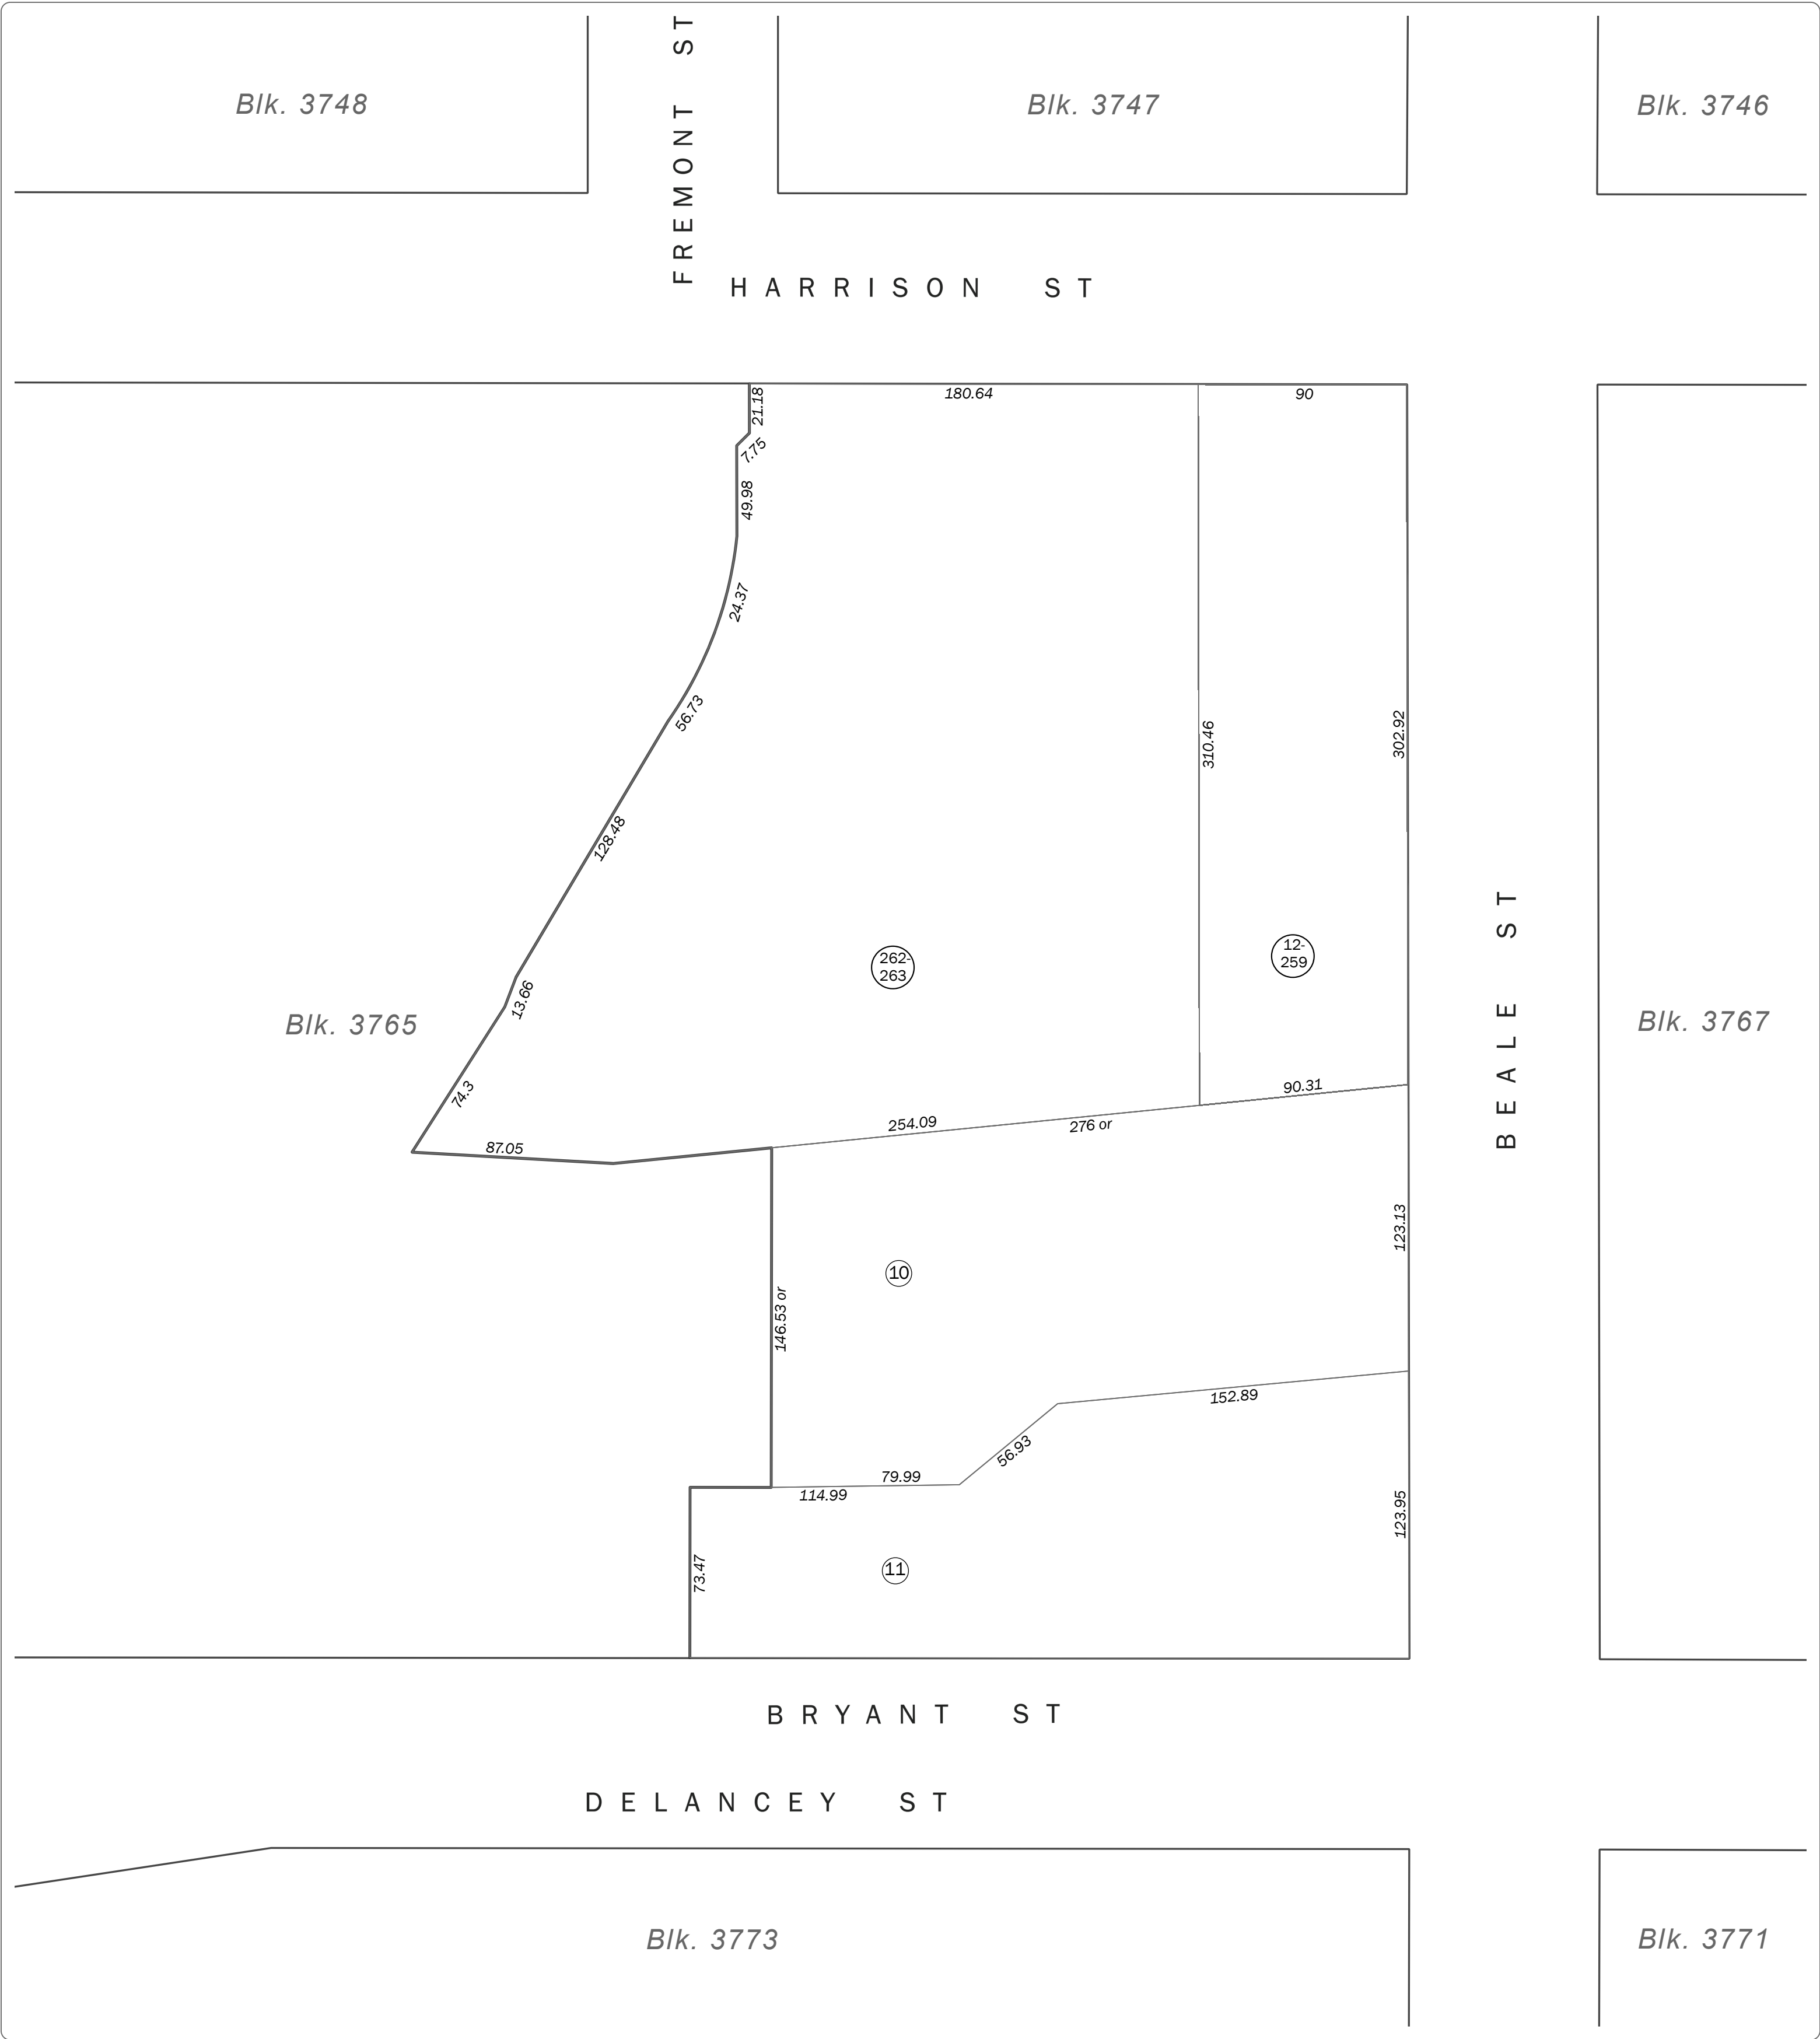 Blk. 3748
FREMONT ST
Blk. 3747
Blk. 3746
HARRISON ST
21.18
180.64
90
7.75
49.98
24.37
56.73
310.46
302.92
128.48
262-
263
12-
259
BEALE ST
13.66
Blk. 3765
Blk. 3767
74.3
87.05
254.09
276 or
90.31
123.13
10
146.53 or
152.89
56.93
79.99
114.99
123.95
73.47
11
BRYANT ST
DELANCEY ST
Blk. 3773
Blk. 3771